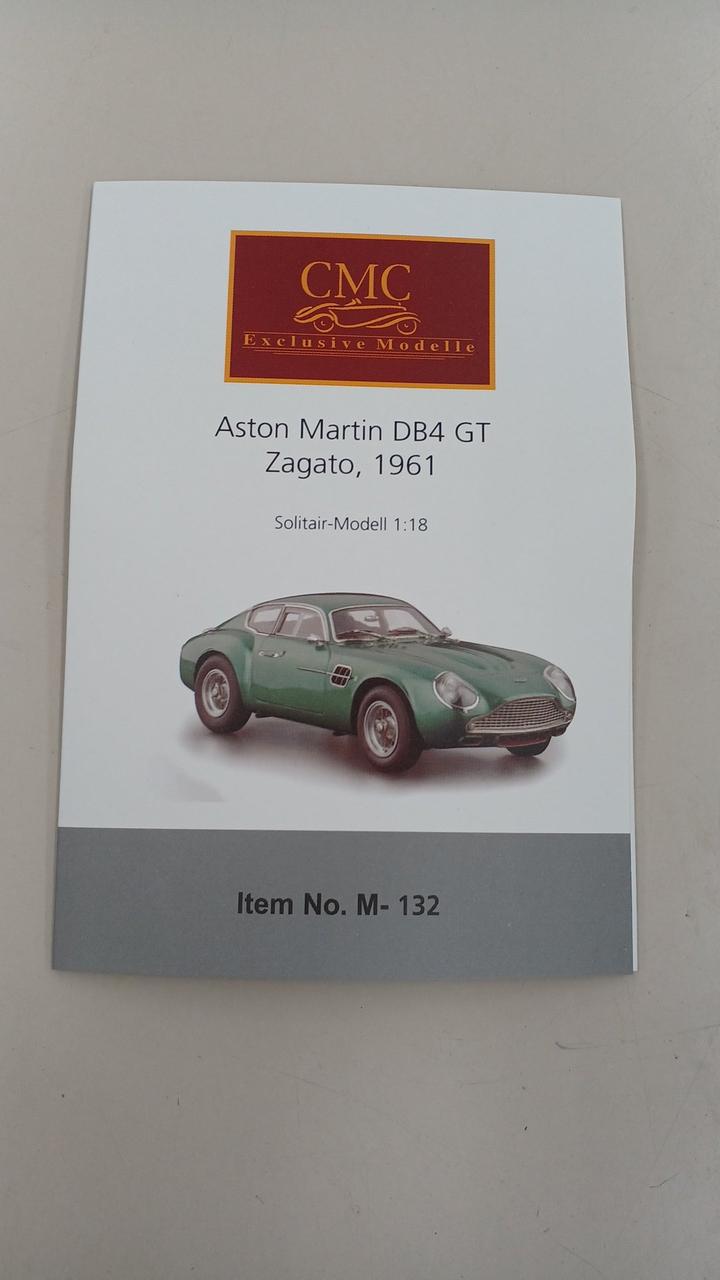 CMC
Exclusive Modelle
Aston Martin DB4 GT
Zagato, 1961
Solitair-Modell 1:18
Item No. M- 132